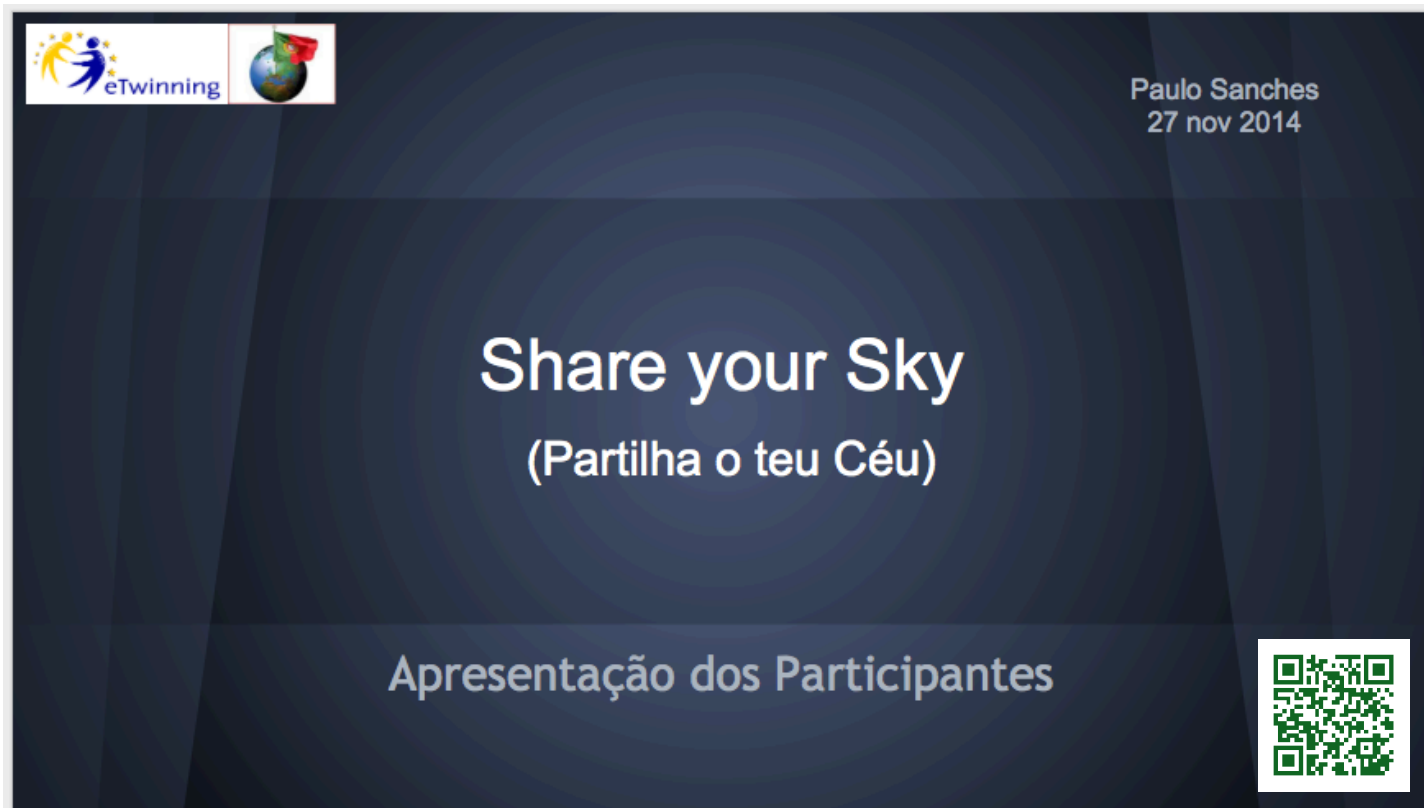 eTwinning
Paulo Sanches
27 nov 2014
Share your Sky
(Partilha o teu Céu)
Apresentação dos Participantes